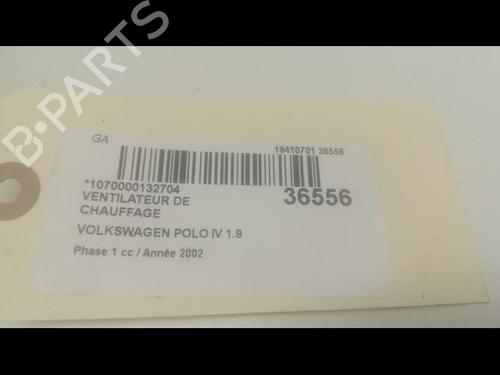 B-PARTS
GA
19410701 36556
*1070000132704
36556
VENTILATEUR DE
CHAUFFAGE
VOLKSWAGEN POLO IV 1.9
Phase 1 cc / Année 2002